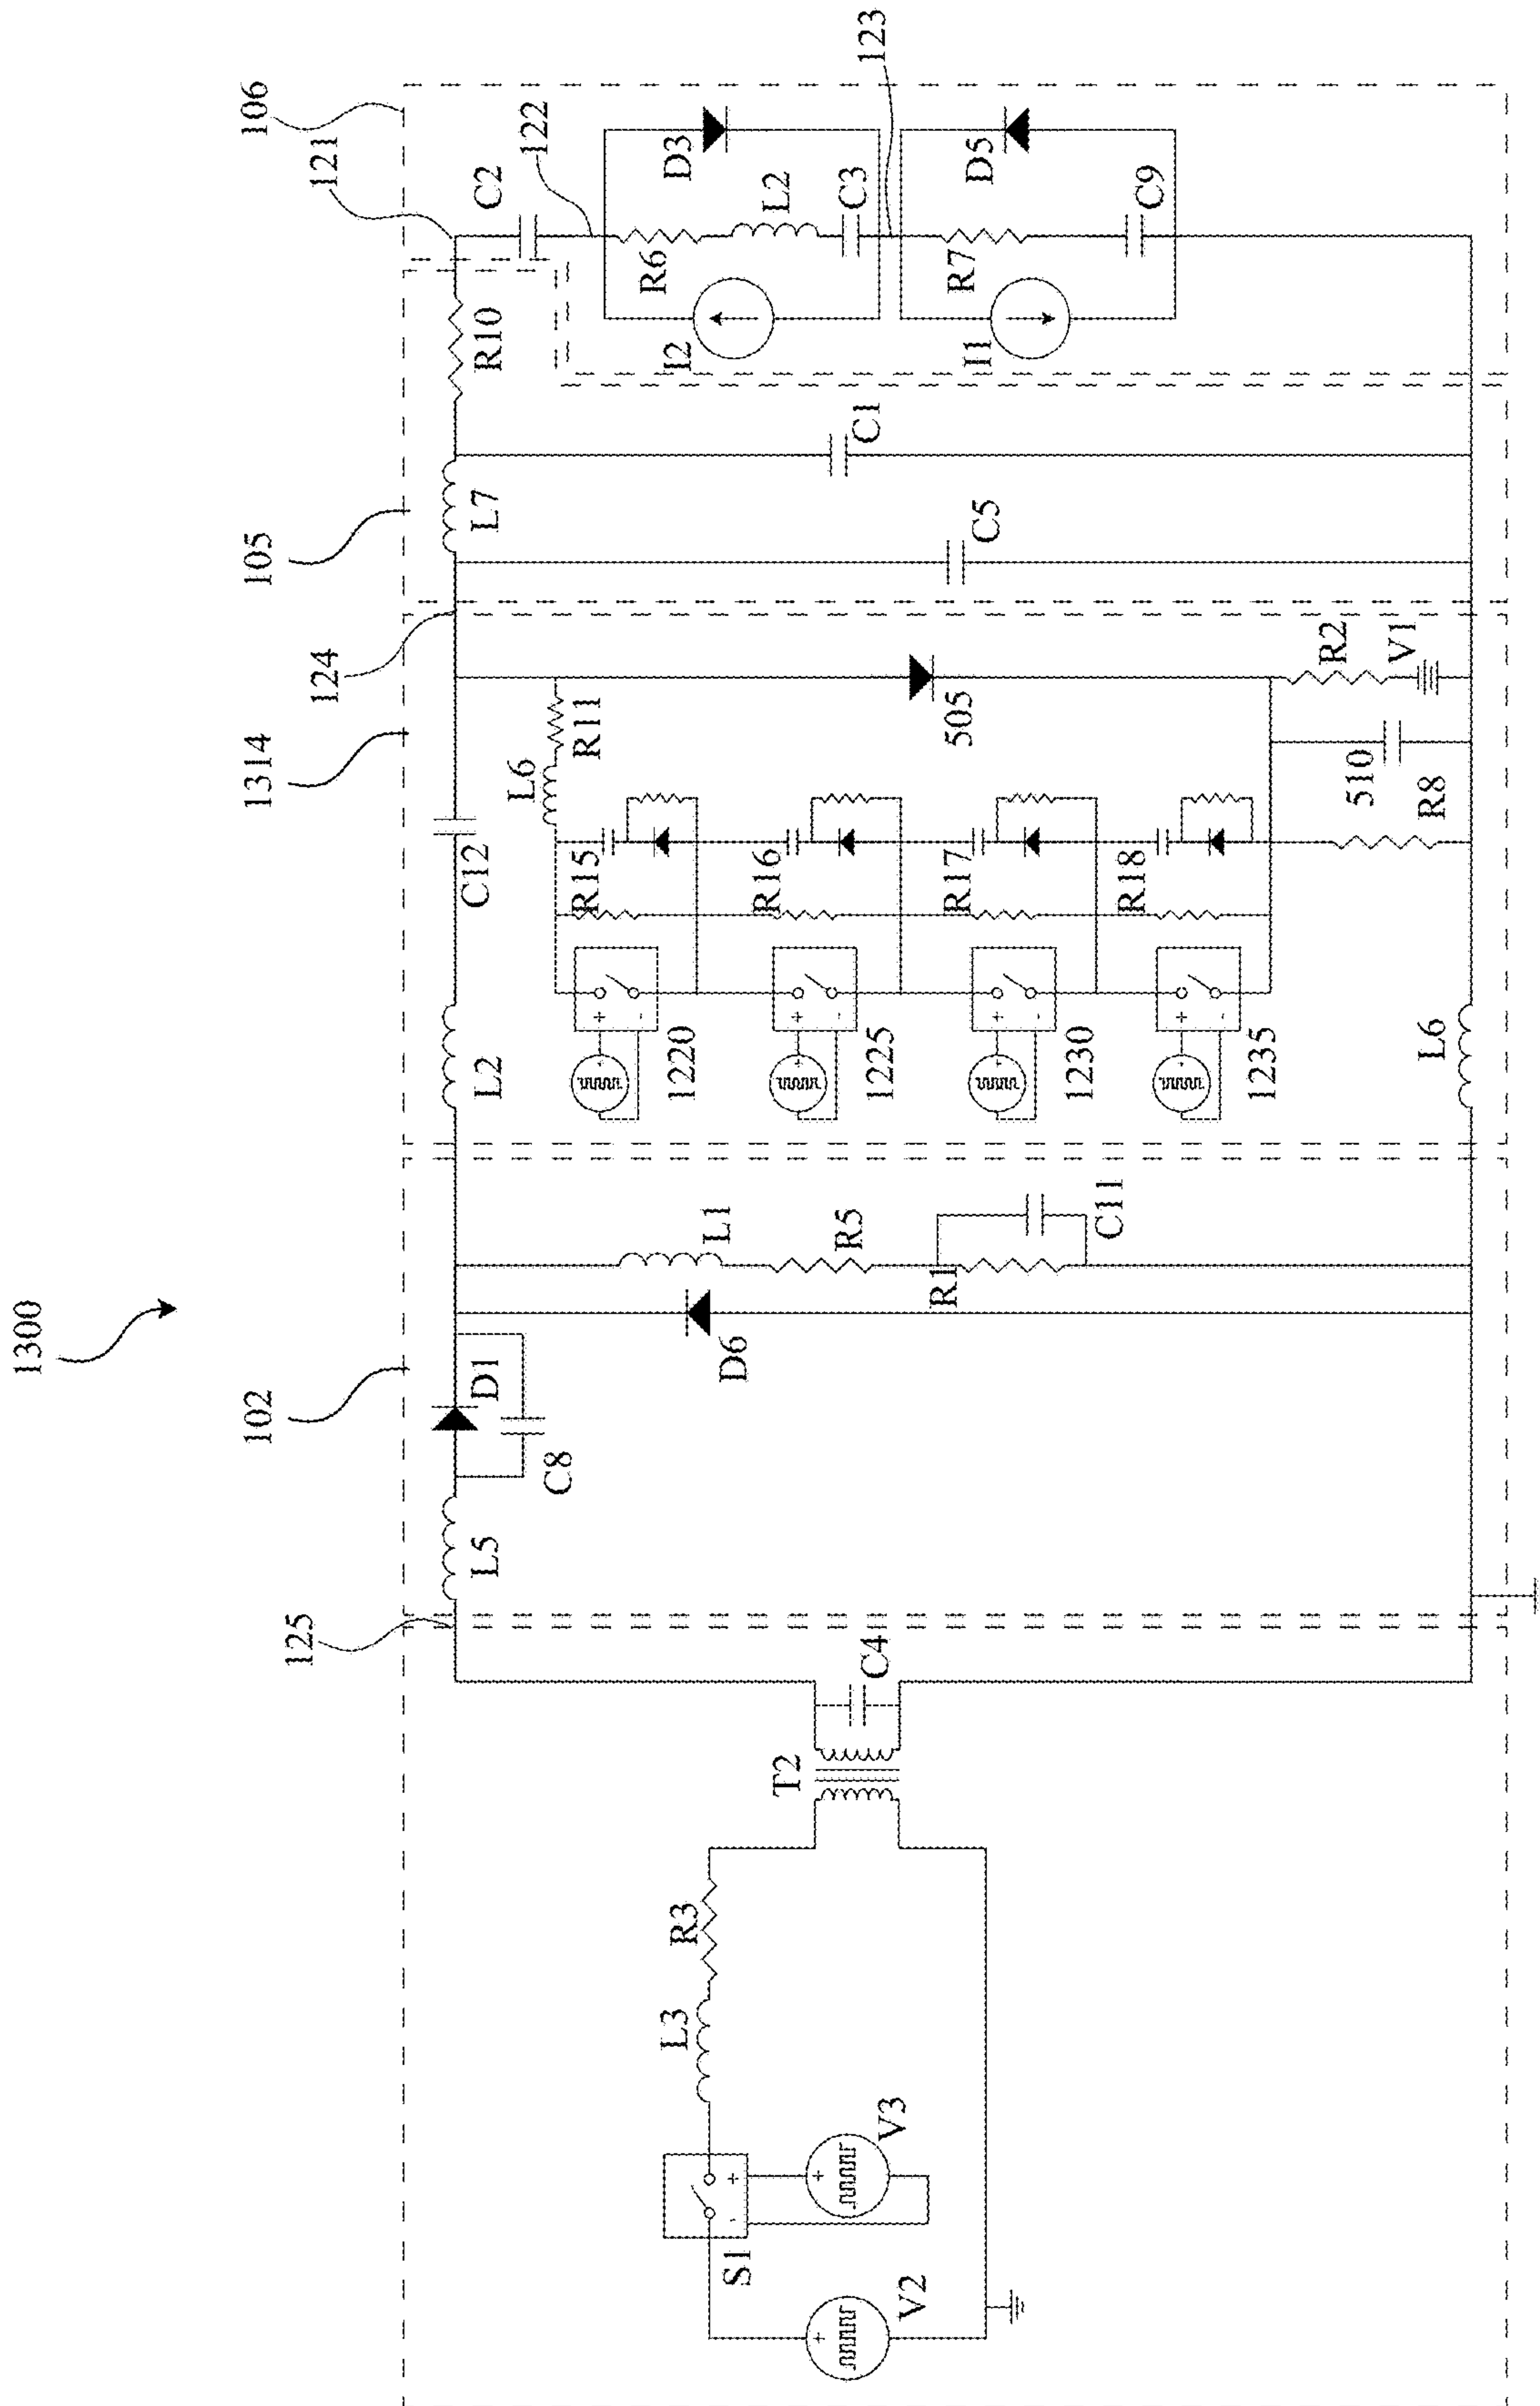 1300
106
121
C2
122
D3
R6
L2
C3
I2
123
D5
R7
C9
I1
R10
105
L7
C1
C5
124
1314
C12
L2
L6
R11
505
R2
V1
510
R8
R15
R16
R17
R18
+ -
+
1220
+ -
+
1225
+ -
+
1230
+ -
+
1235
L6
102
D1
C8
L5
D6
L1
R5
R1
C11
125
C4
T2
R3
L3
S1
- +
+
V3
+
V2